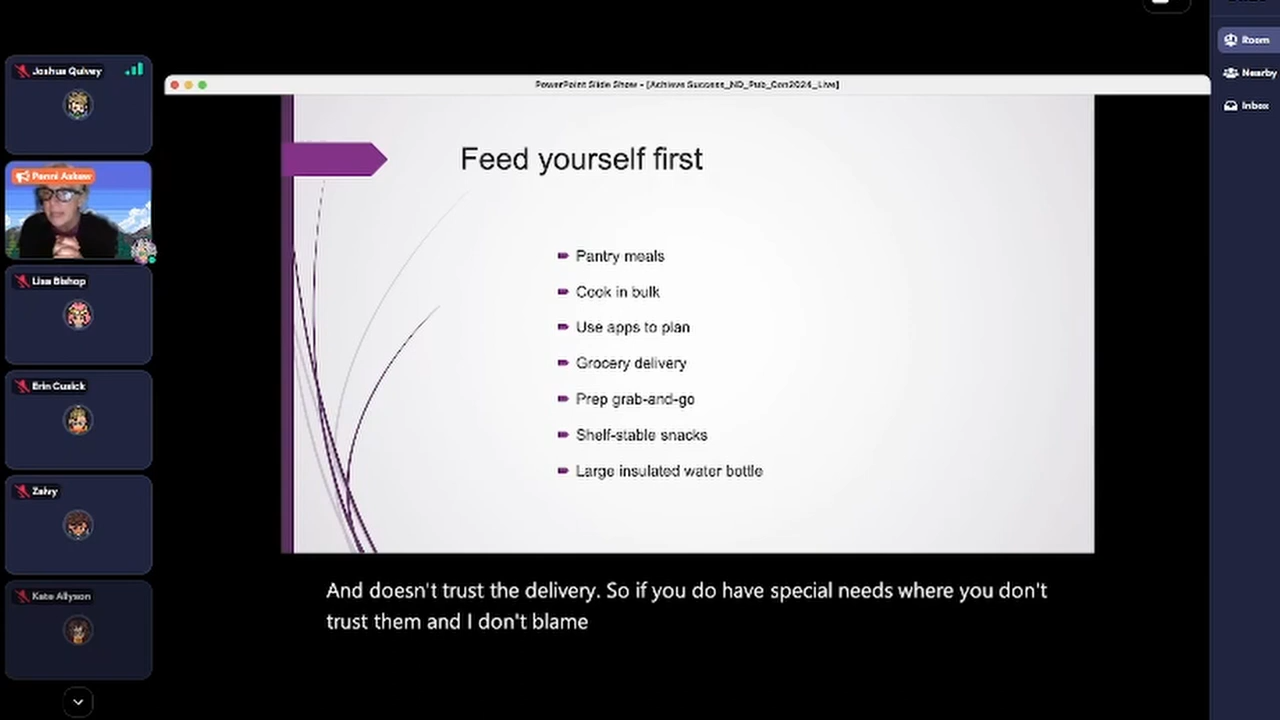 Room
Nearby
Inbox
Joshua Quivey
Penni Askew
Lisa Bishop
Erin Cusick
Zalvy
Kate Allyson
PowerPoint Slide Show - [Achieve Success_ND_Pub_Con2024_Live]
Feed yourself first
Pantry meals
Cook in bulk
Use apps to plan
Grocery delivery
Prep grab-and-go
Shelf-stable snacks
Large insulated water bottle
And doesn't trust the delivery. So if you do have special needs where you don't
trust them and I don't blame